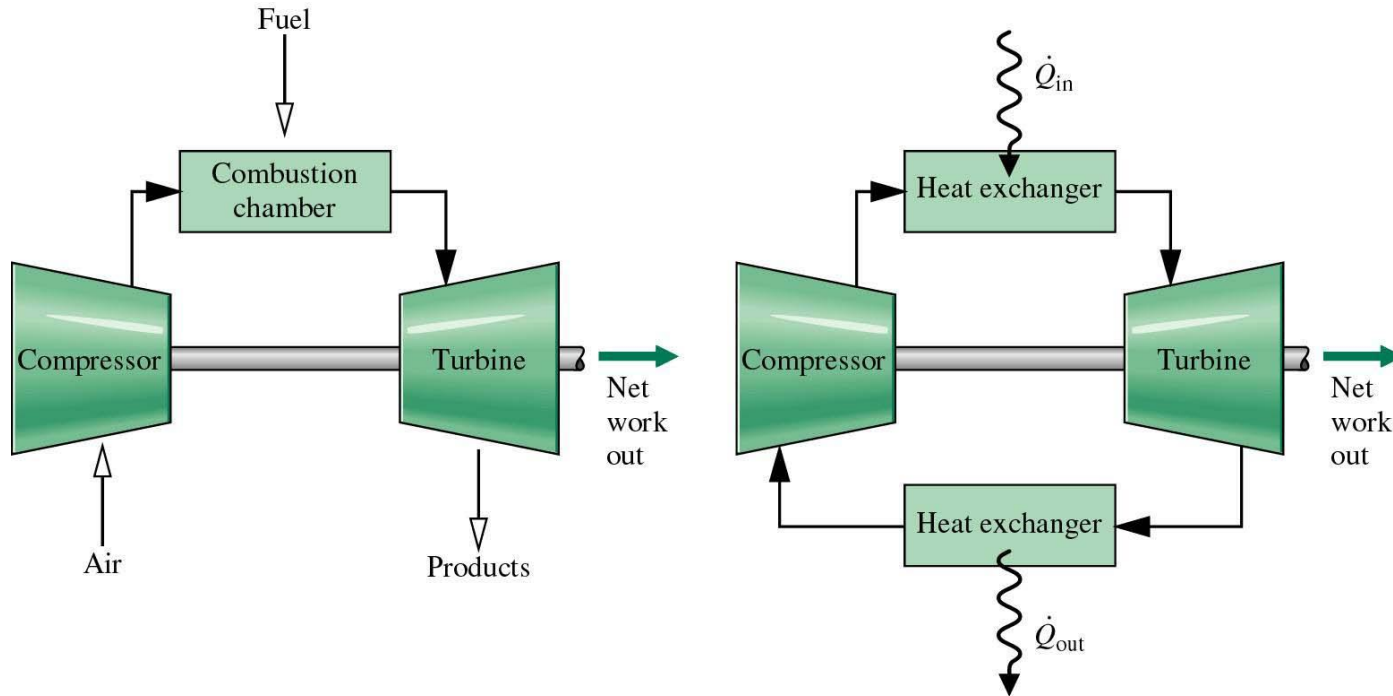 Fuel
Combustion
chamber
Compressor
Turbine
Net
work
out
Air
Products
Q̇in
Heat exchanger
Compressor
Turbine
Net
work
out
Heat exchanger
Q̇out